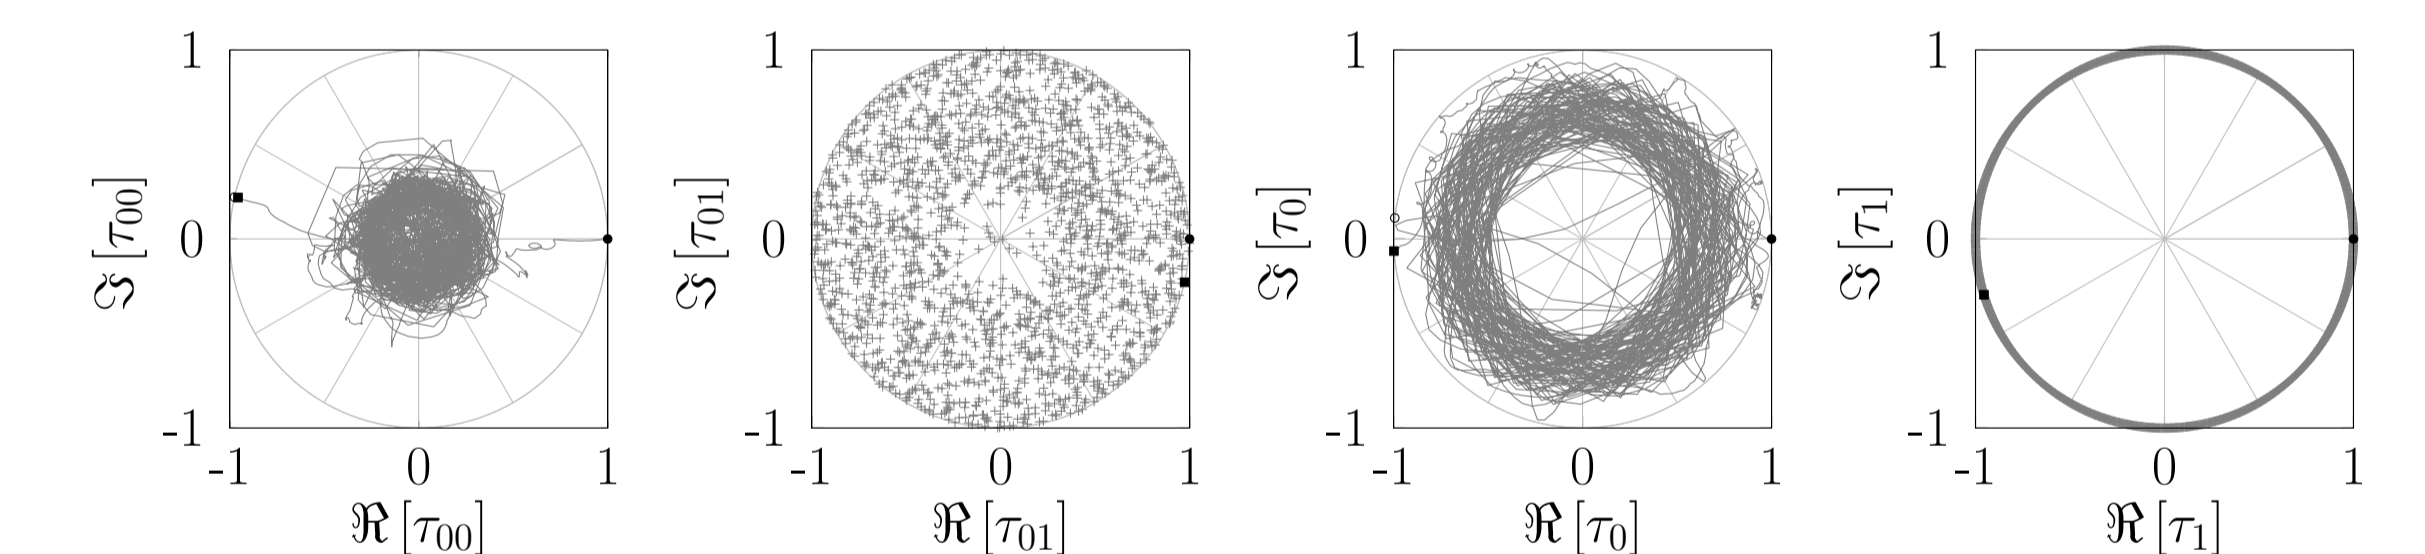 1 1 1 1
ℑ [τ₀₀] 0 ℑ [τ₀₁] 0 ℑ [τ₀] 0 ℑ [τ₁] 0
-1 -1 -1 -1
-1 0 1 -1 0 1 -1 0 1 -1 0 1
ℜ [τ₀₀] ℜ [τ₀₁] ℜ [τ₀] ℜ [τ₁]